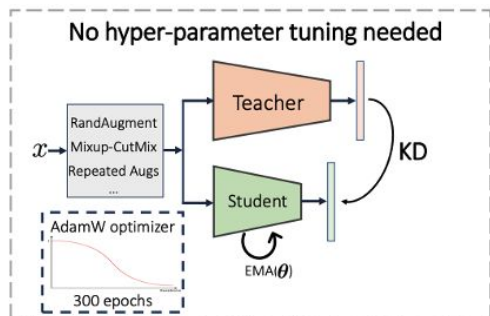 No hyper-parameter tuning needed
Teacher
RandAugment
Mixup-CutMix
Repeated Augs
...
x
KD
Student
EMA(θ)
AdamW optimizer
300 epochs